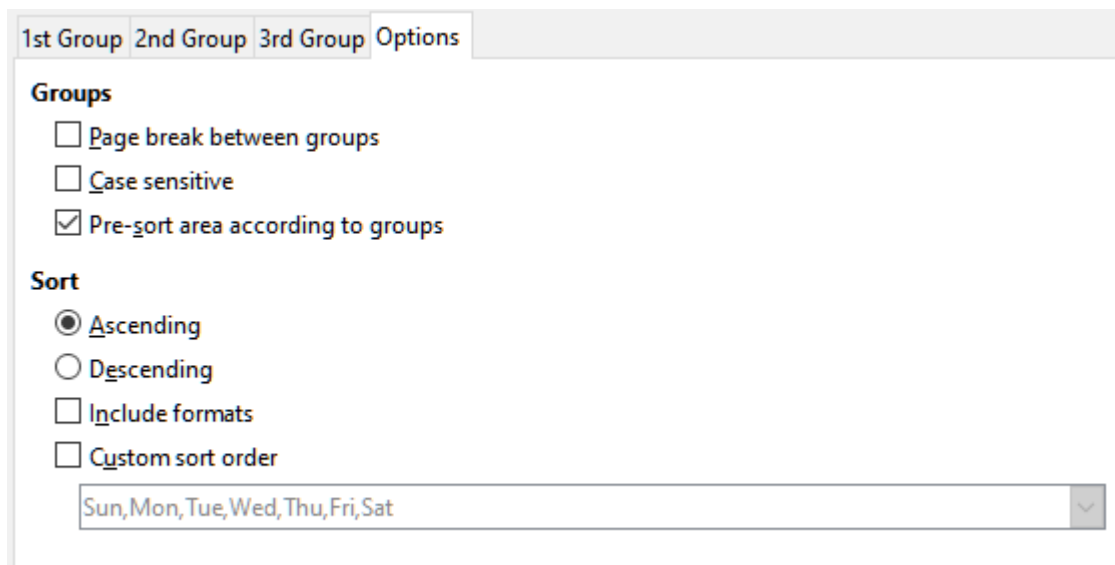 1st Group 2nd Group 3rd Group Options
Groups
Page break between groups
Case sensitive
Pre-sort area according to groups
Sort
Ascending
Descending
Include formats
Custom sort order
Sun,Mon,Tue,Wed,Thu,Fri,Sat